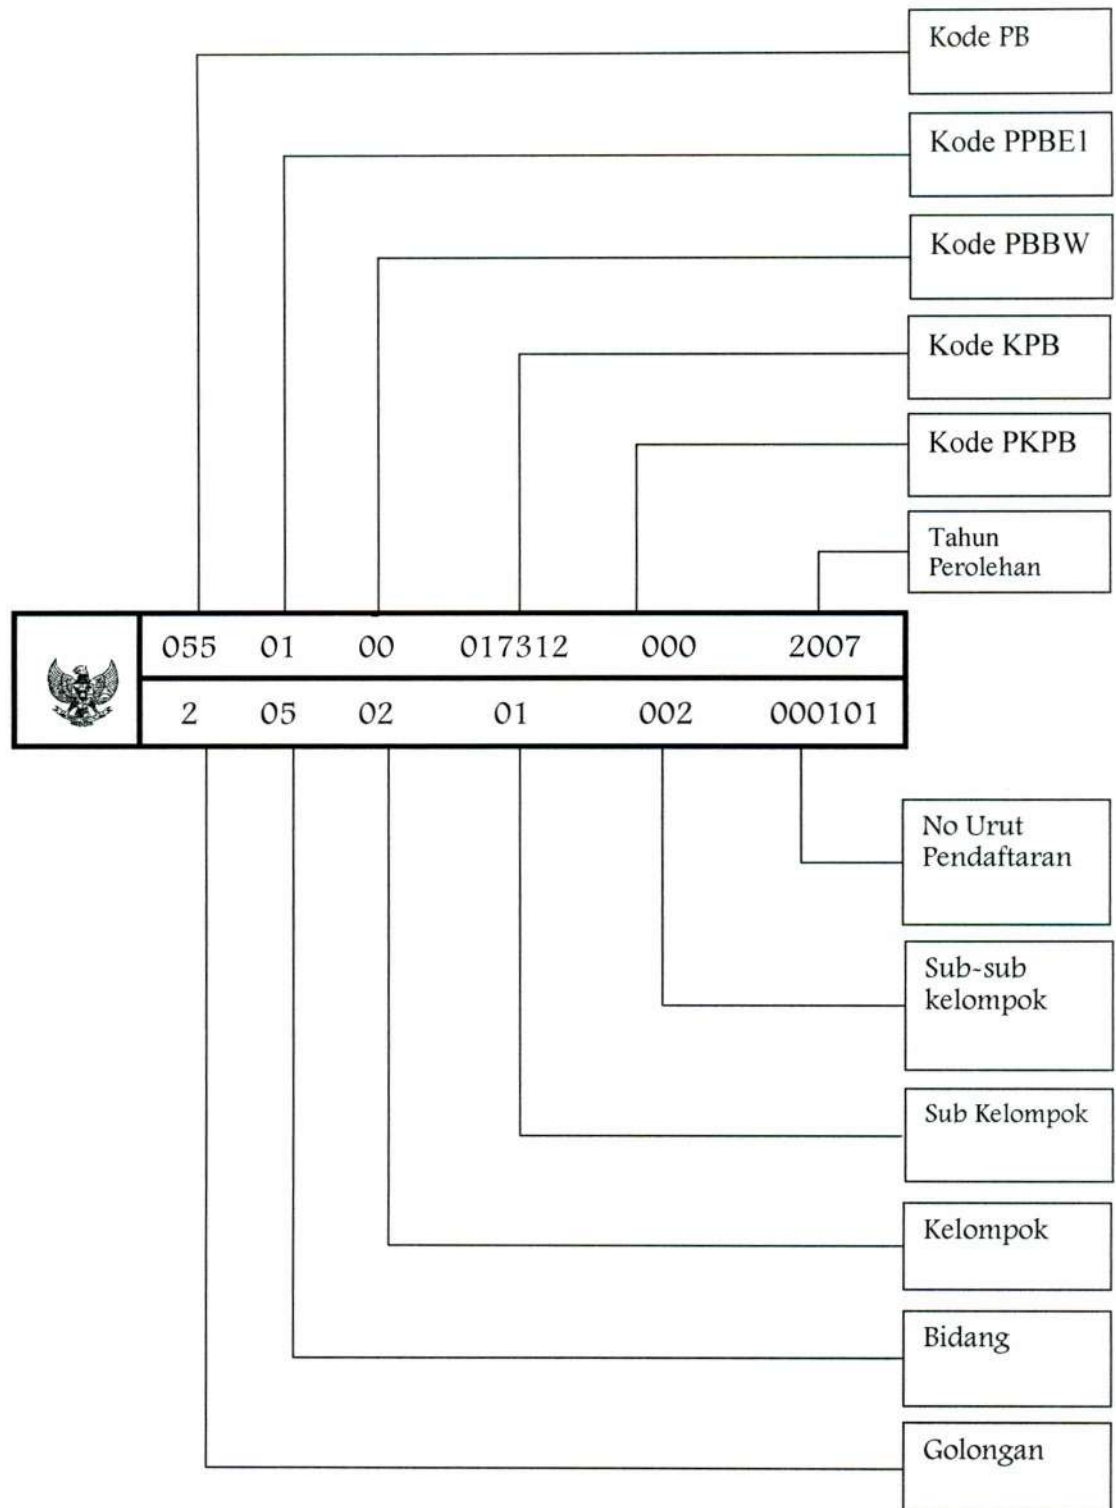 Kode PB
Kode PPBE1
Kode PBBW
Kode KPB
Kode PKPB
Tahun
Perolehan
055 01 00 017312 000 2007
2 05 02 01 002 000101
No Urut
Pendaftaran
Sub-sub
kelompok
Sub Kelompok
Kelompok
Bidang
Golongan